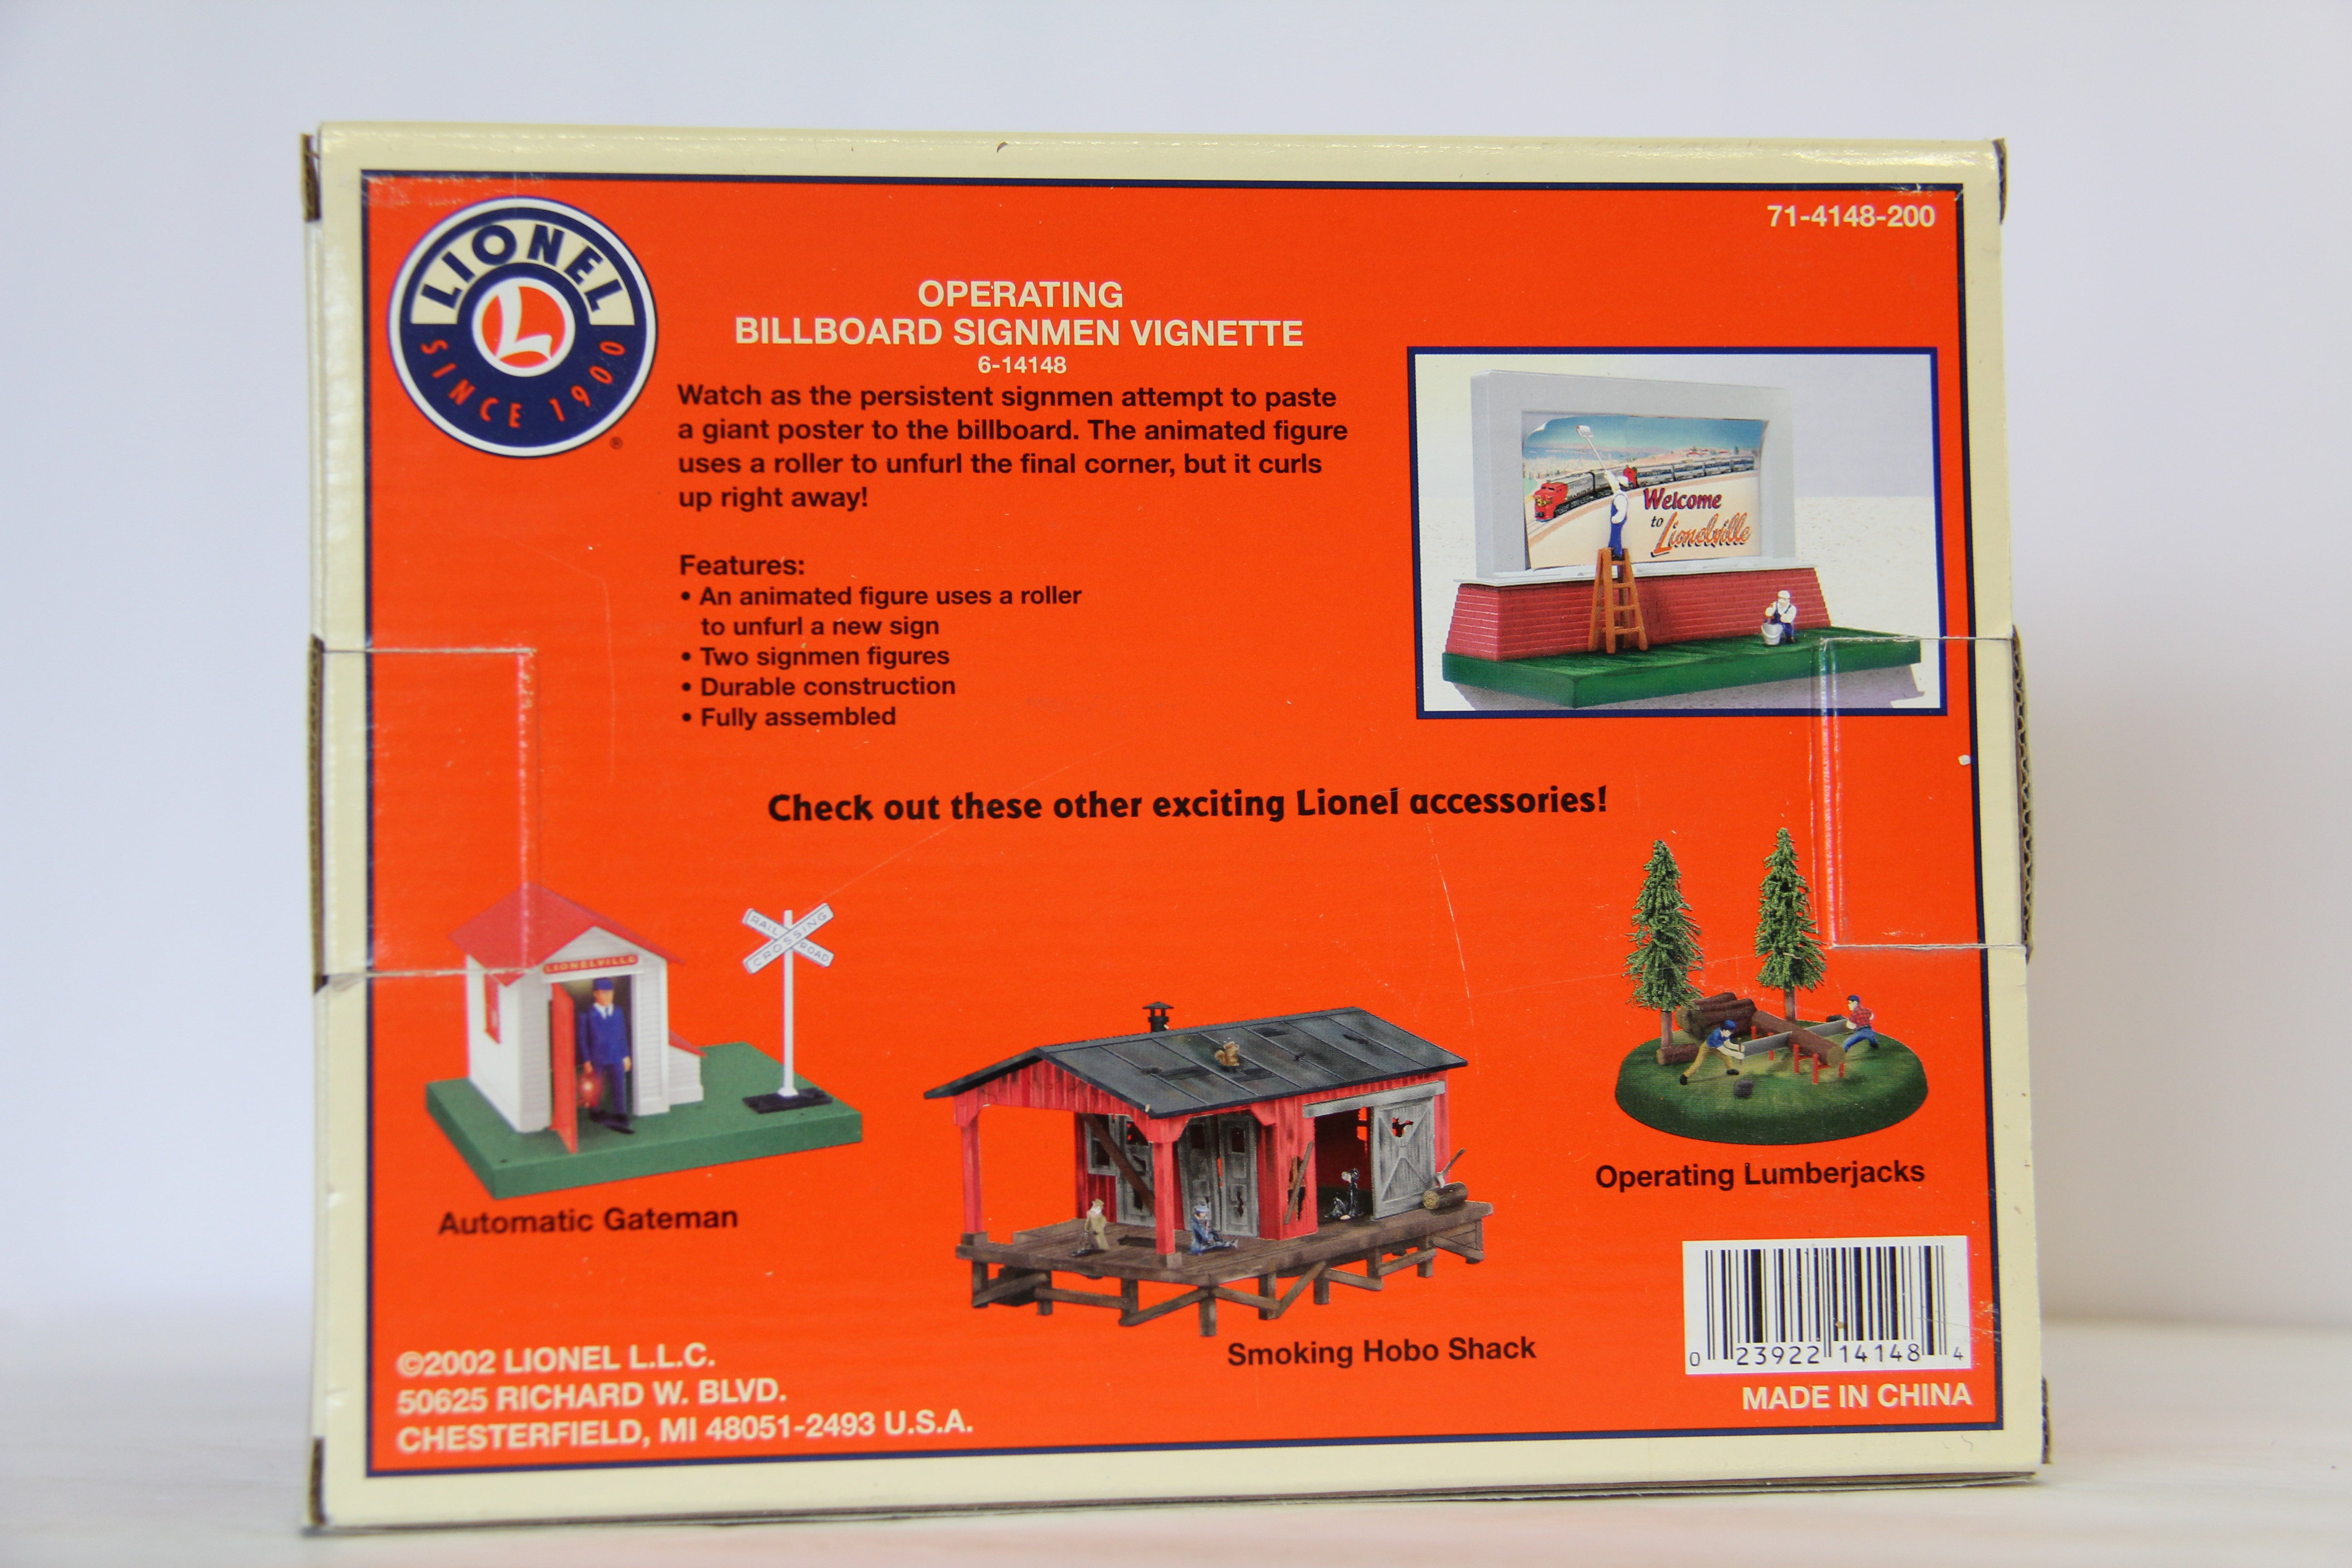 LIONEL
L
SINCE 1900
®
71-4148-200
OPERATING
BILLBOARD SIGNMEN VIGNETTE
6-14148
Watch as the persistent signmen attempt to paste
a giant poster to the billboard. The animated figure
uses a roller to unfurl the final corner, but it curls
up right away!
Features:
• An animated figure uses a roller
to unfurl a new sign
• Two signmen figures
• Durable construction
• Fully assembled
Welcome
to
Lionelville
Check out these other exciting Lionel accessories!
LIONELVILLE
RAIL ROAD
CROSSING
Automatic Gateman
Smoking Hobo Shack
Operating Lumberjacks
©2002 LIONEL L.L.C.
50625 RICHARD W. BLVD.
CHESTERFIELD, MI 48051-2493 U.S.A.
0 23922 14148 4
MADE IN CHINA